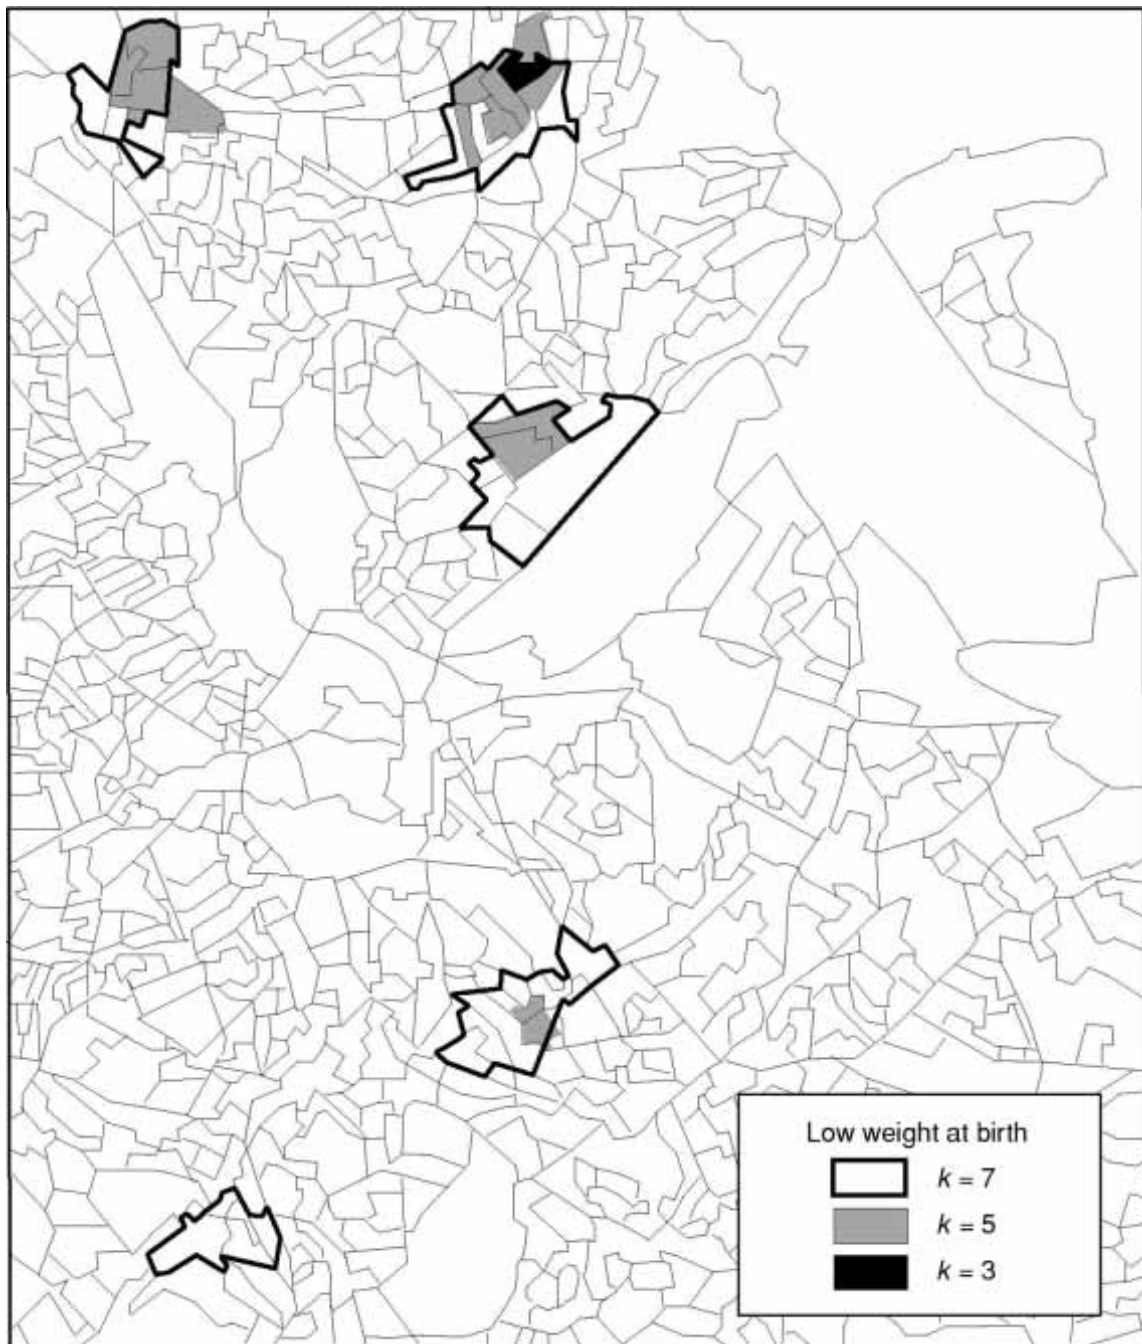 Low weight at birth
k = 7
k = 5
k = 3